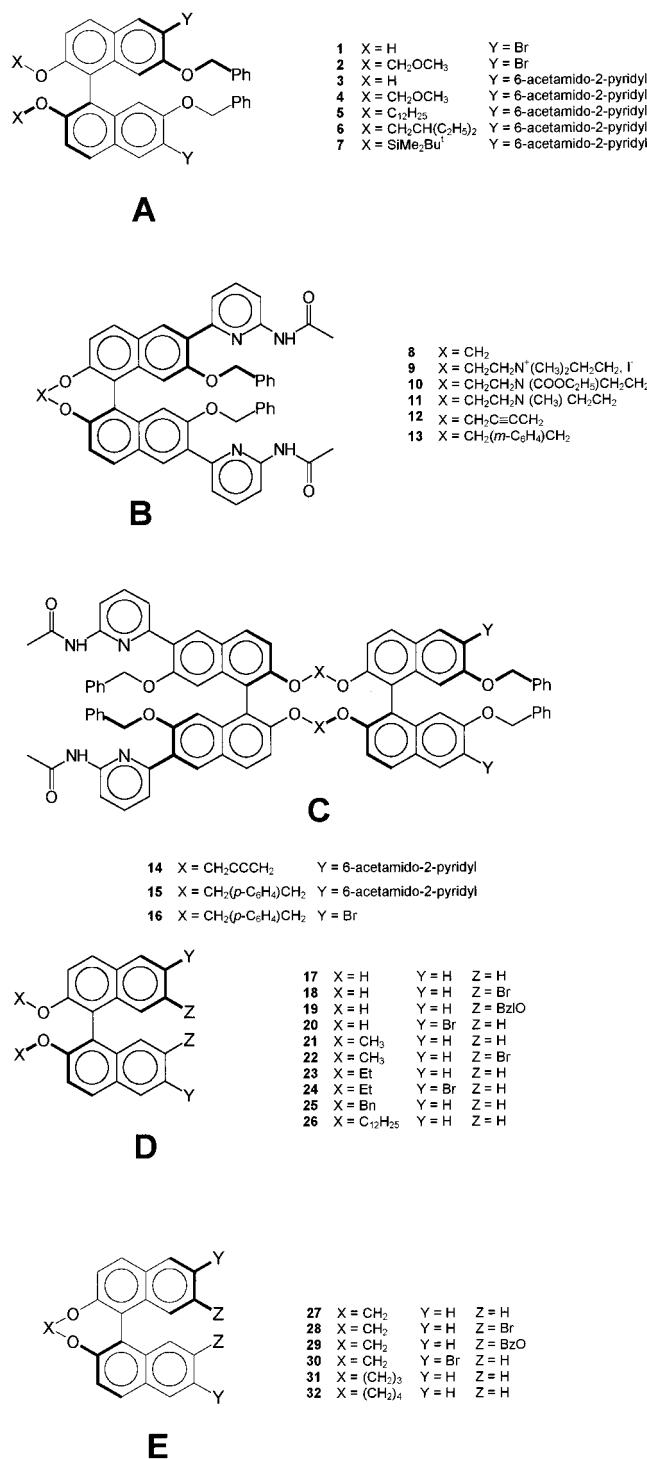 Y
X
O
O
Ph
X
O
O
Ph
Y
1 X = H Y = Br
2 X = CH2OCH3 Y = Br
3 X = H Y = 6-acetamido-2-pyridyl
4 X = CH2OCH3 Y = 6-acetamido-2-pyridyl
5 X = C12H25 Y = 6-acetamido-2-pyridyl
6 X = CH2CH(C2H5)2 Y = 6-acetamido-2-pyridyl
7 X = SiMe2Bu^t Y = 6-acetamido-2-pyridyl
A
O
N
NH
O
O
Ph
X
O
O
Ph
N
NH
O
8 X = CH2
9 X = CH2CH2N+(CH3)2CH2CH2, I-
10 X = CH2CH2N (COOC2H5)CH2CH2
11 X = CH2CH2N (CH3) CH2CH2
12 X = CH2C≡CCH2
13 X = CH2(m-C6H4)CH2
B
O
NH
N
Y
Ph
O
O
X
O
O
Ph
Ph
O
O
X
O
O
Ph
NH
N
O
Y
C
14 X = CH2CCCH2 Y = 6-acetamido-2-pyridyl
15 X = CH2(p-C6H4)CH2 Y = 6-acetamido-2-pyridyl
16 X = CH2(p-C6H4)CH2 Y = Br
Y
X
O
Z
O
X
Z
Y
17 X = H Y = H Z = H
18 X = H Y = H Z = Br
19 X = H Y = H Z = BzlO
20 X = H Y = Br Z = H
21 X = CH3 Y = H Z = H
22 X = CH3 Y = H Z = Br
23 X = Et Y = H Z = H
24 X = Et Y = Br Z = H
25 X = Bn Y = H Z = H
26 X = C12H25 Y = H Z = H
D
Y
O
Z
X
O
Z
Y
27 X = CH2 Y = H Z = H
28 X = CH2 Y = H Z = Br
29 X = CH2 Y = H Z = BzO
30 X = CH2 Y = Br Z = H
31 X = (CH2)3 Y = H Z = H
32 X = (CH2)4 Y = H Z = H
E